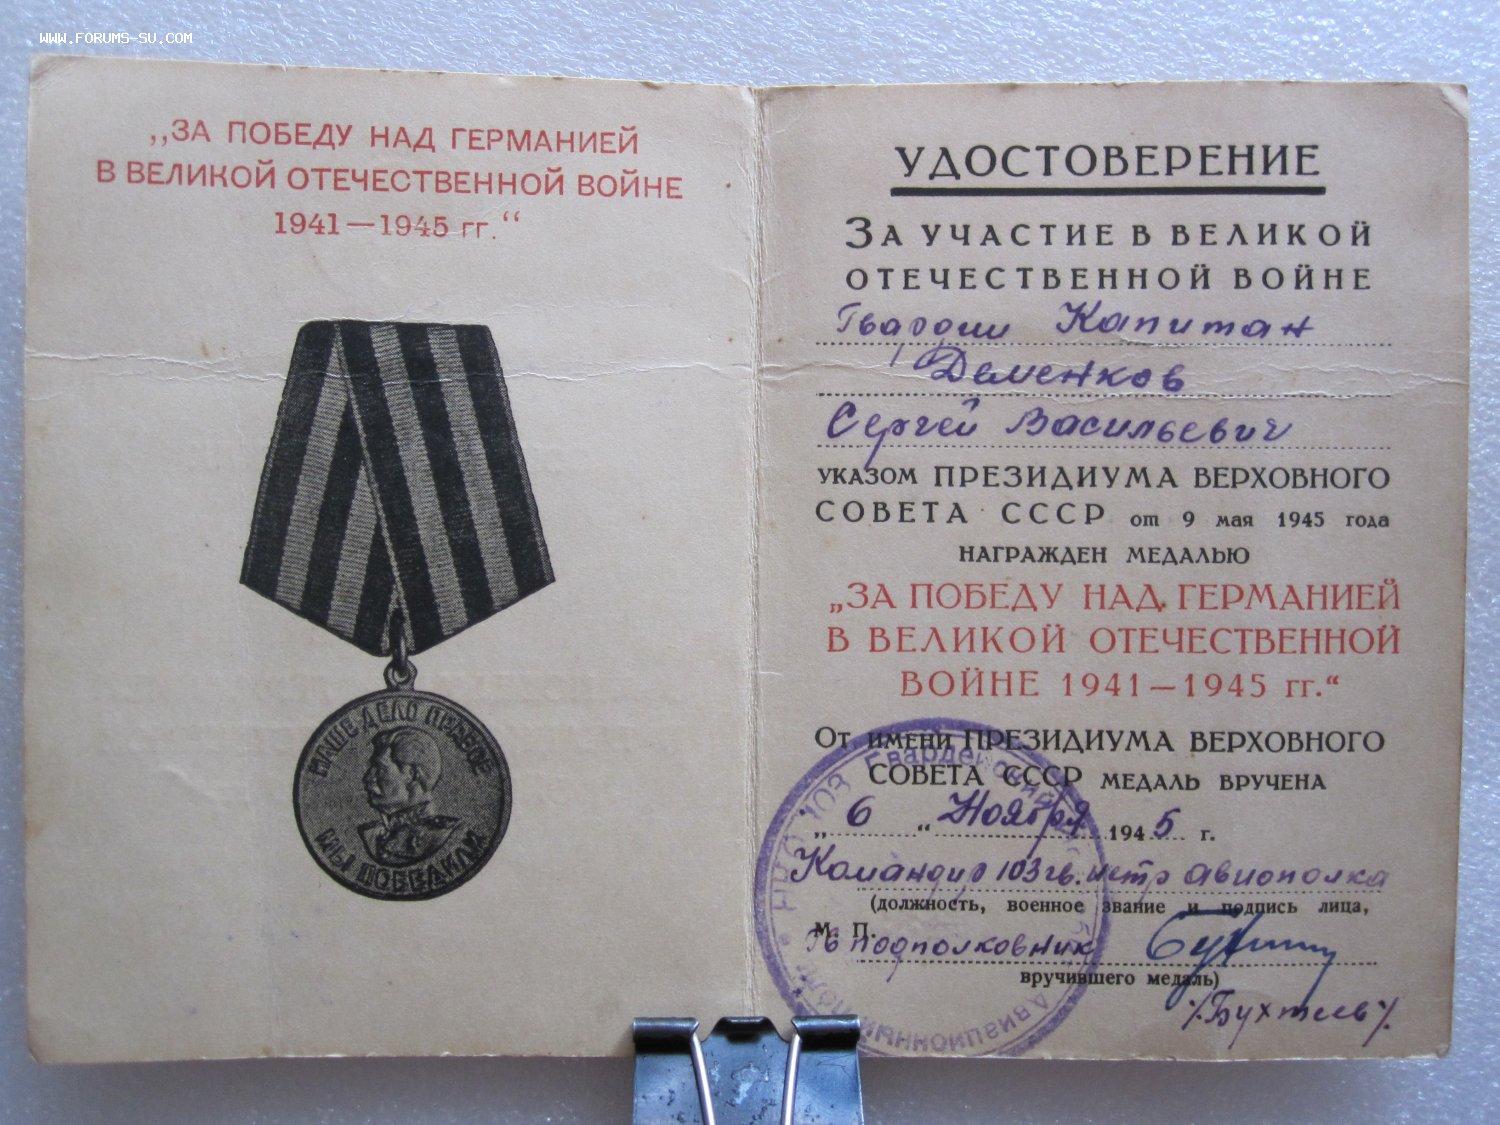 WWW.FORUMS-SU.COM
,,ЗА ПОБЕДУ НАД ГЕРМАНИЕЙ
В ВЕЛИКОЙ ОТЕЧЕСТВЕННОЙ ВОЙНЕ
1941—1945 гг.“
НАШЕ ДЕЛО ПРАВОЕ
МЫ ПОБЕДИЛИ
УДОСТОВЕРЕНИЕ
ЗА УЧАСТИЕ В ВЕЛИКОЙ
ОТЕЧЕСТВЕННОЙ ВОЙНЕ
Гвардии Капитан
Деменков
Сергей Васильевич
УКАЗОМ ПРЕЗИДИУМА ВЕРХОВНОГО
СОВЕТА СССР от 9 мая 1945 года
НАГРАЖДЕН МЕДАЛЬЮ
„ЗА ПОБЕДУ НАД ГЕРМАНИЕЙ
В ВЕЛИКОЙ ОТЕЧЕСТВЕННОЙ
ВОЙНЕ 1941—1945 гг.“
ОТ ИМЕНИ ПРЕЗИДИУМА ВЕРХОВНОГО
СОВЕТА СССР МЕДАЛЬ ВРУЧЕНА
„ 6 “ Ноября 1945 г.
Командир 103 гв. истр авиополка
(должность, военное звание и подпись лица,
М. П.
Гв подполковник
вручившего медаль)
103 Гвардейский
Авиационный